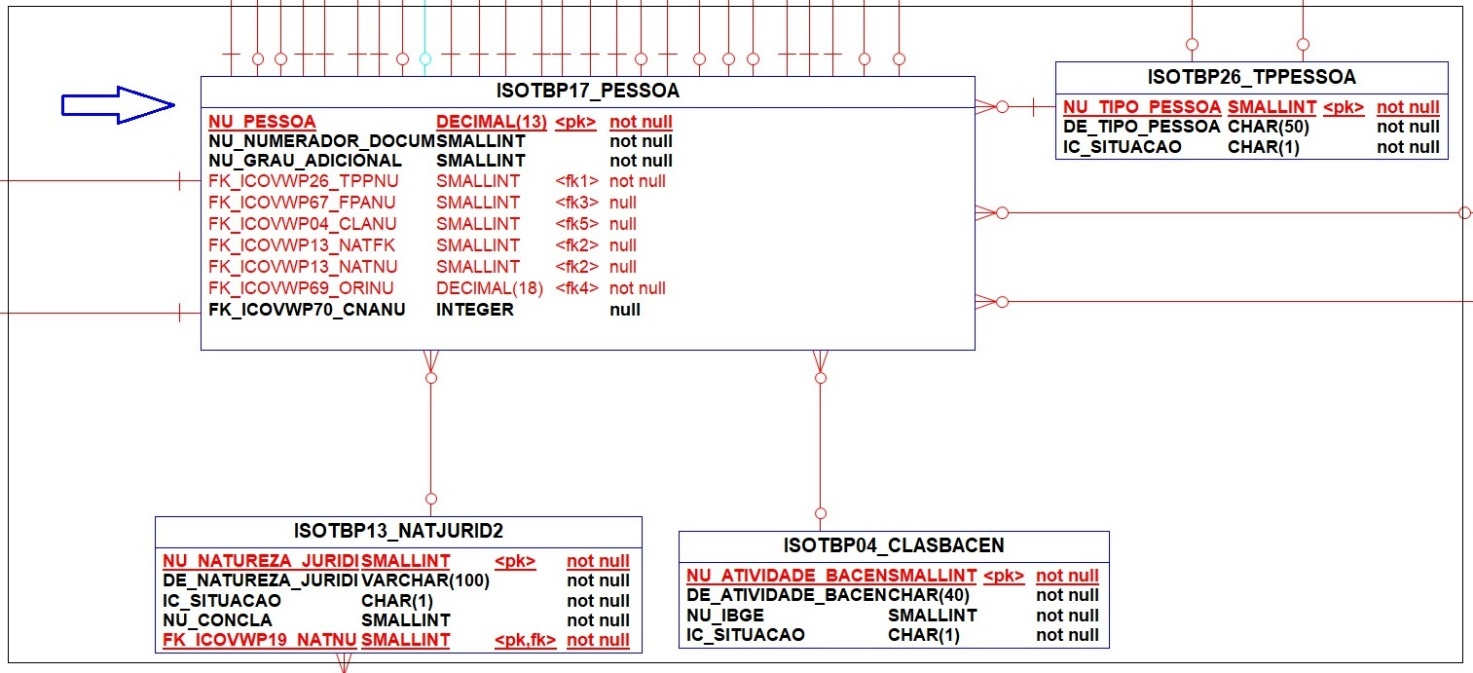 ISOTBP17_PESSOA
NU_PESSOA DECIMAL(13) <pk> not null
NU_NUMERADOR_DOCUMSMALLINT not null
NU_GRAU_ADICIONAL SMALLINT not null
FK_ICOVWP26_TPPNU SMALLINT <fk1> not null
FK_ICOVWP67_FPANU SMALLINT <fk3> null
FK_ICOVWP04_CLANU SMALLINT <fk5> null
FK_ICOVWP13_NATFK SMALLINT <fk2> null
FK_ICOVWP13_NATNU SMALLINT <fk2> null
FK_ICOVWP69_ORINU DECIMAL(18) <fk4> not null
FK_ICOVWP70_CNANU INTEGER null
ISOTBP26_TPPESSOA
NU_TIPO_PESSOA SMALLINT <pk> not null
DE_TIPO_PESSOA CHAR(50) not null
IC_SITUACAO CHAR(1) not null
ISOTBP13_NATJURID2
NU_NATUREZA_JURIDI SMALLINT <pk> not null
DE_NATUREZA_JURIDI VARCHAR(100) not null
IC_SITUACAO CHAR(1) not null
NU_CONCLA SMALLINT not null
FK_ICOVWP19_NATNU SMALLINT <pk,fk> not null
ISOTBP04_CLASBACEN
NU_ATIVIDADE_BACENSMALLINT <pk> not null
DE_ATIVIDADE_BACENCHAR(40) not null
NU_IBGE SMALLINT not null
IC_SITUACAO CHAR(1) not null